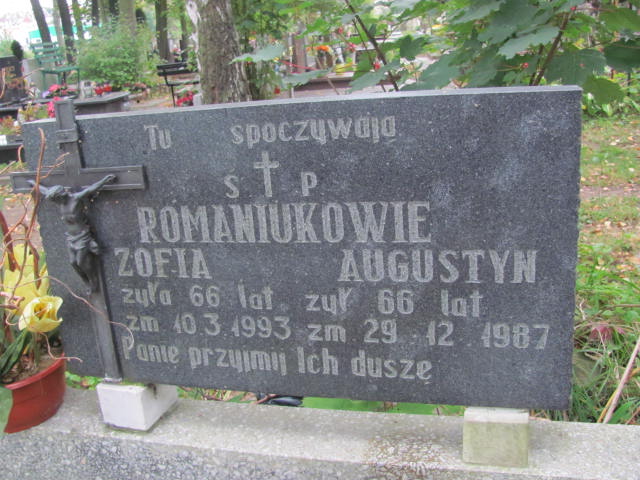 Tu spoczywają
S † P
ROMANIUKOWIE
ZOFIA AUGUSTYN
żyła 66 lat żył 66 lat
zm 10.3.1993 zm 29.12.1987
Panie przyjmij Ich duszę